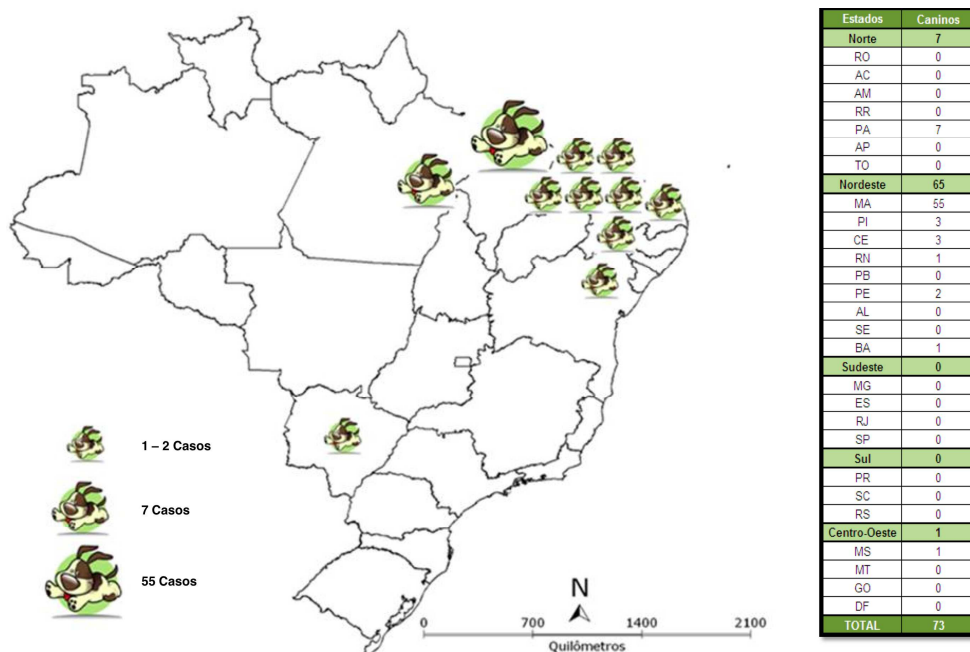 1 – 2 Casos
7 Casos
55 Casos
N
0 700 1400 2100
Quilômetros
Estados Caninos
Norte 7
RO 0
AC 0
AM 0
RR 0
PA 7
AP 0
TO 0
Nordeste 65
MA 55
PI 3
CE 3
RN 1
PB 0
PE 2
AL 0
SE 0
BA 1
Sudeste 0
MG 0
ES 0
RJ 0
SP 0
Sul 0
PR 0
SC 0
RS 0
Centro-Oeste 1
MS 1
MT 0
GO 0
DF 0
TOTAL 73